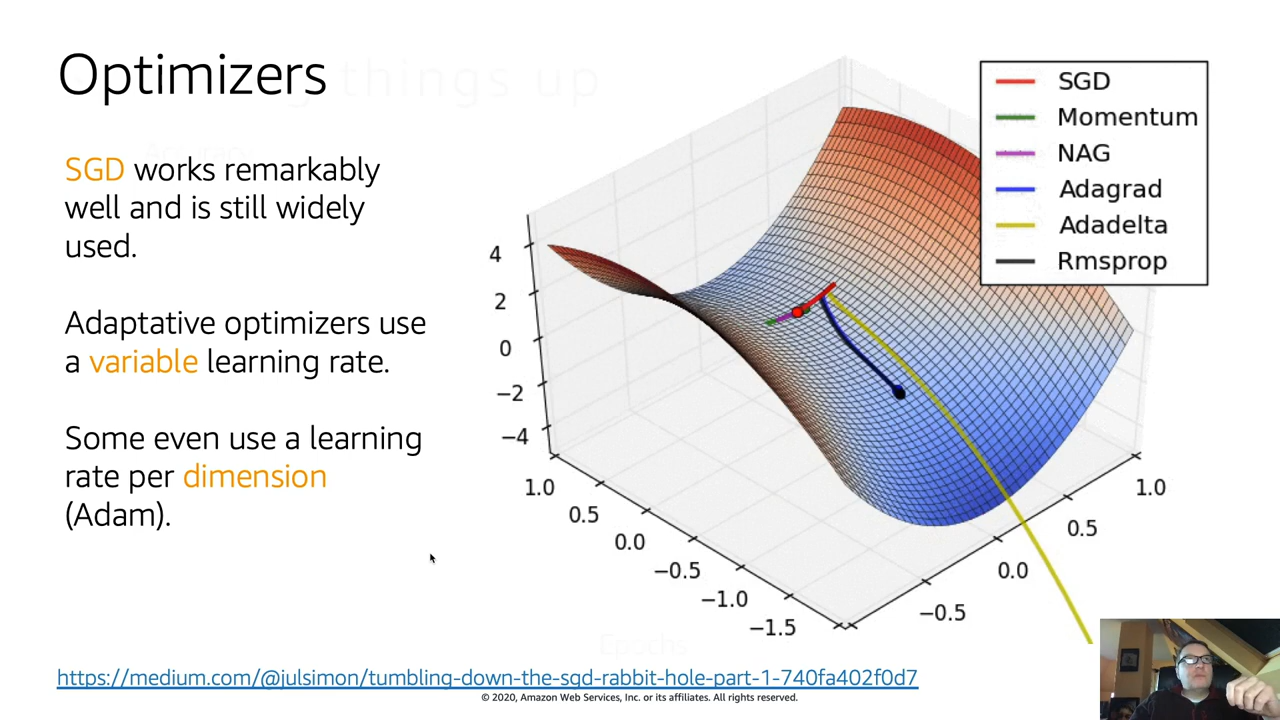 Optimizers
things up
SGD works remarkably
well and is still widely
used.
Adaptative optimizers use
a variable learning rate.
Some even use a learning
rate per dimension
(Adam).
SGD
Momentum
NAG
Adagrad
Adadelta
Rmsprop
4
2
0
−2
−4
1.0
0.5
0.0
−0.5
−1.0
−1.5
−0.5
0.0
0.5
1.0
Epochs
https://medium.com/@julsimon/tumbling-down-the-sgd-rabbit-hole-part-1-740fa402f0d7
© 2020, Amazon Web Services, Inc. or its affiliates. All rights reserved.